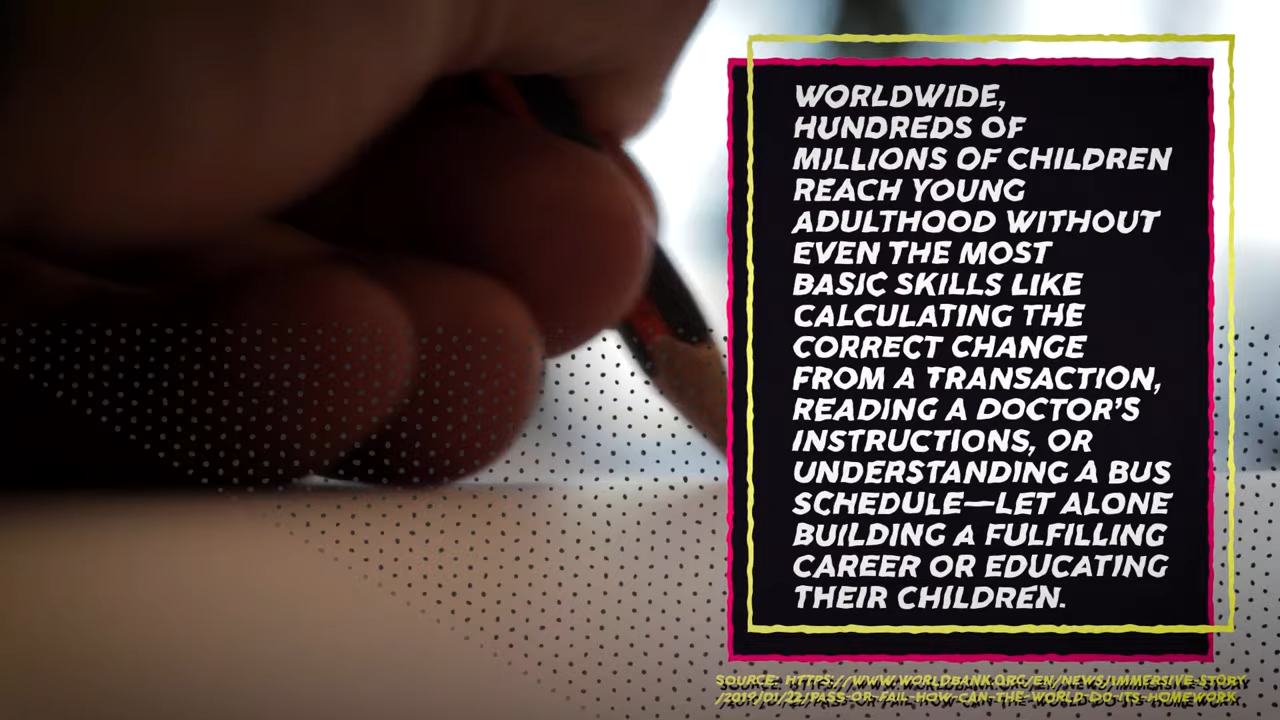 WORLDWIDE,
HUNDREDS OF
MILLIONS OF CHILDREN
REACH YOUNG
ADULTHOOD WITHOUT
EVEN THE MOST
BASIC SKILLS LIKE
CALCULATING THE
CORRECT CHANGE
FROM A TRANSACTION,
READING A DOCTOR'S
INSTRUCTIONS, OR
UNDERSTANDING A BUS
SCHEDULE—LET ALONE
BUILDING A FULFILLING
CAREER OR EDUCATING
THEIR CHILDREN.
SOURCE: HTTPS://WWW.WORLDBANK.ORG/EN/NEWS/IMMERSIVE-STORY
/2019/01/22/PASS-OR-FAIL-HOW-CAN-THE-WORLD-DO-ITS-HOMEWORK